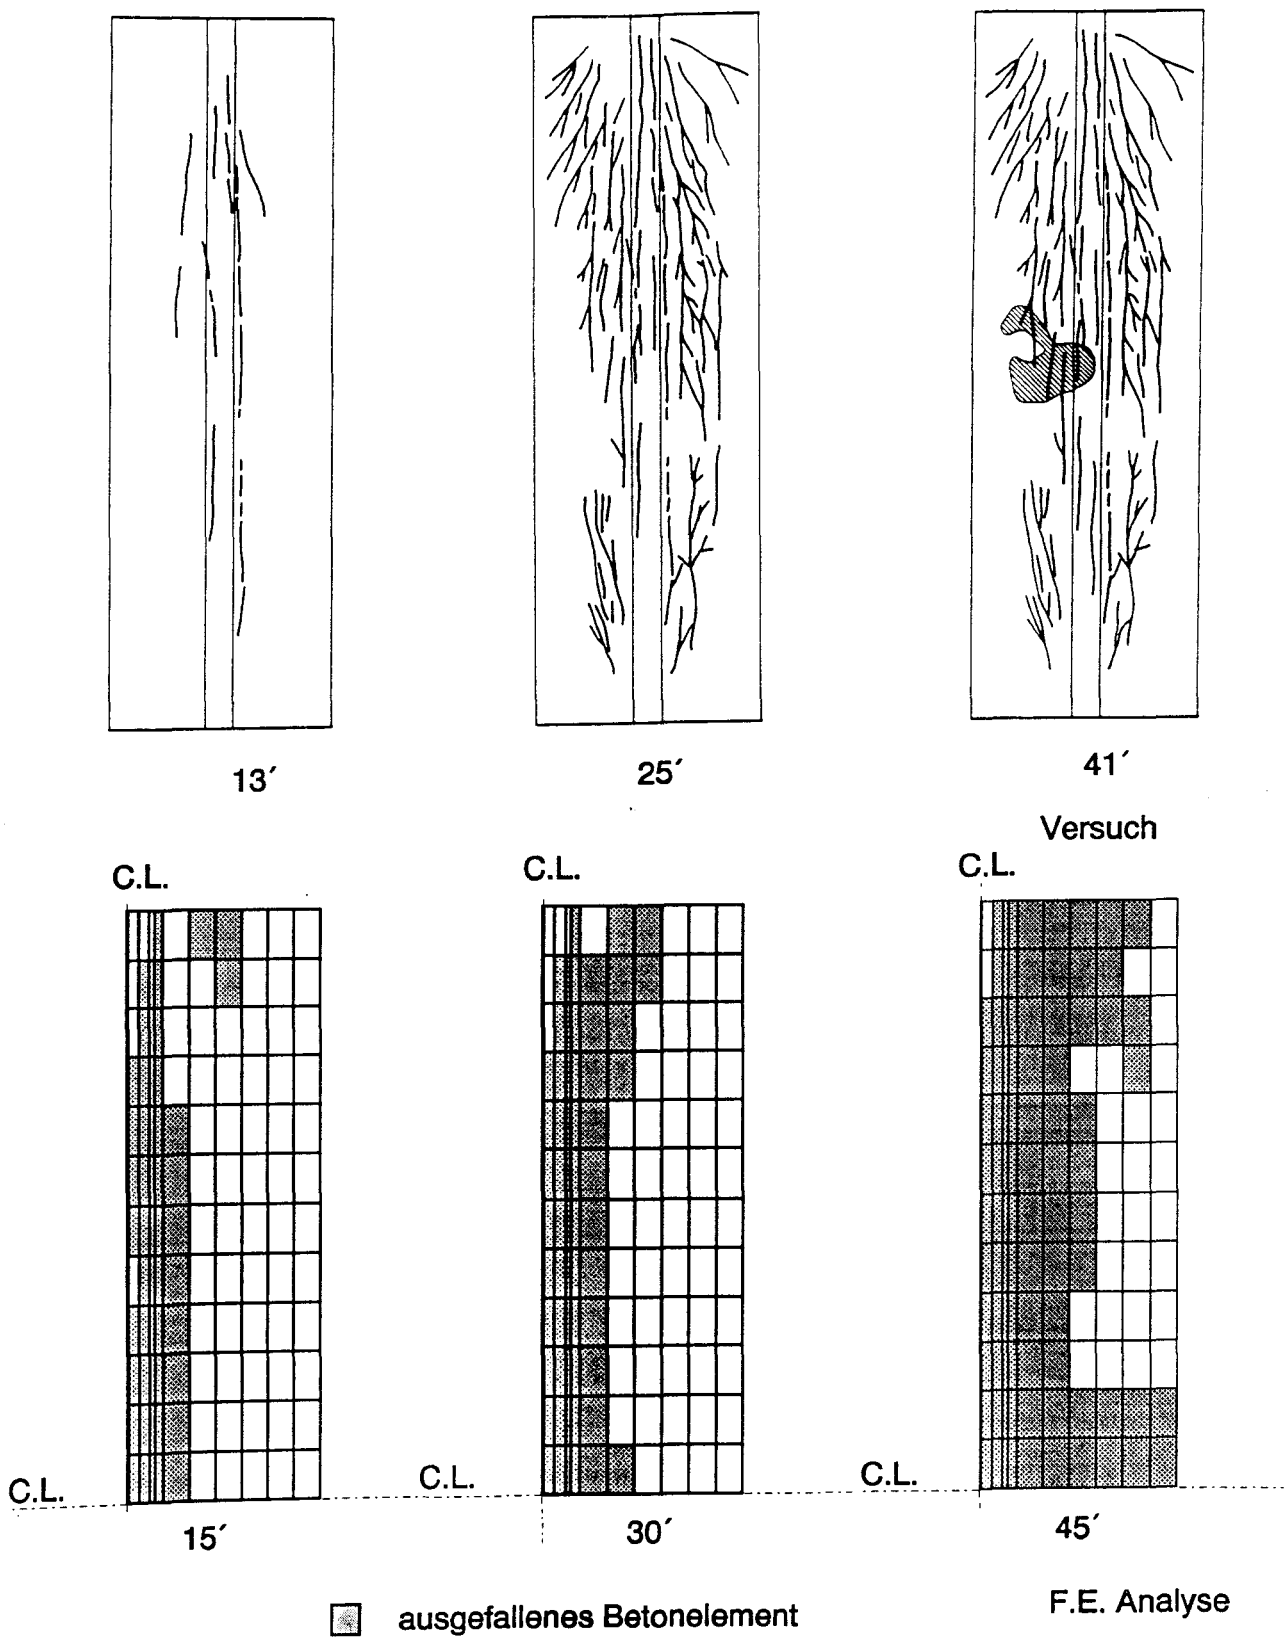 13′
25′
41′
Versuch
C.L.
C.L.
C.L.
C.L.
C.L.
C.L.
15′
30′
45′
ausgefallenes Betonelement
F.E. Analyse